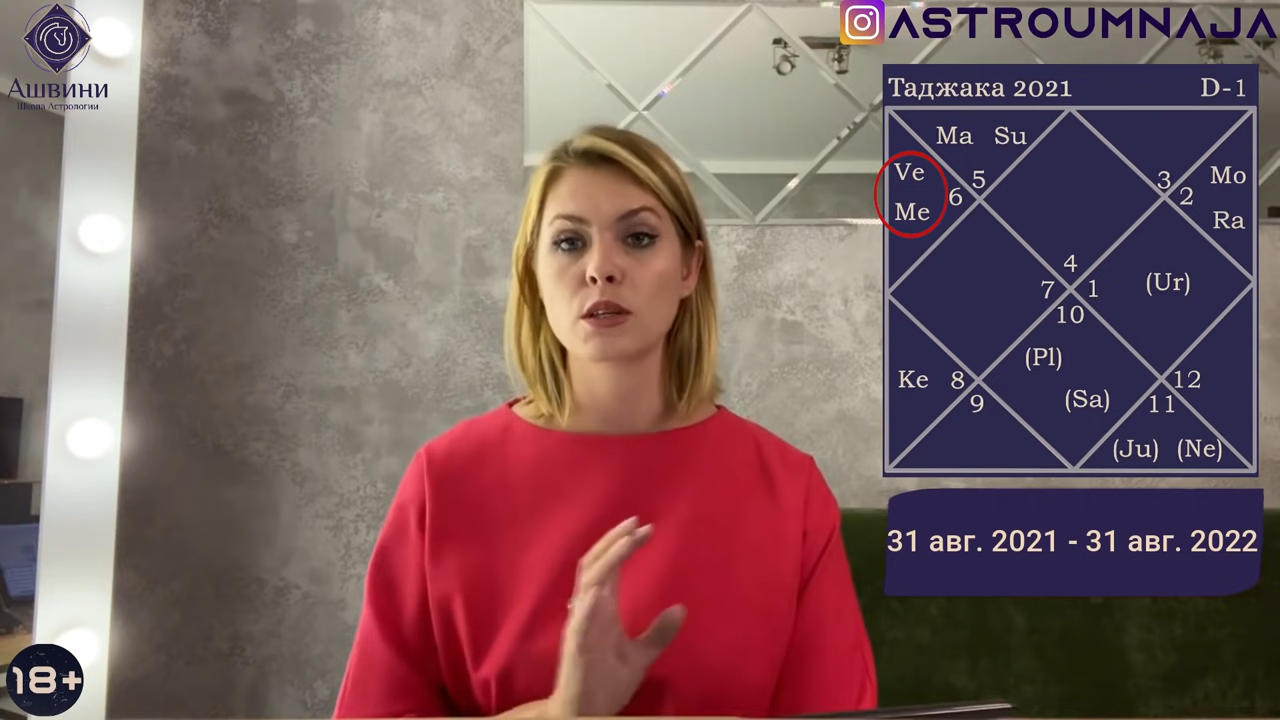 Ашвини
Школа Астрологии
ASTROUMNAJA
Таджака 2021 D-1
Ma Su
Ve
Me
5
6
3
2
Mo
Ra
4
7 1
10
(Ur)
(Pl)
(Sa)
Ke 8
9
12
11
(Ju) (Ne)
31 авг. 2021 - 31 авг. 2022
18+